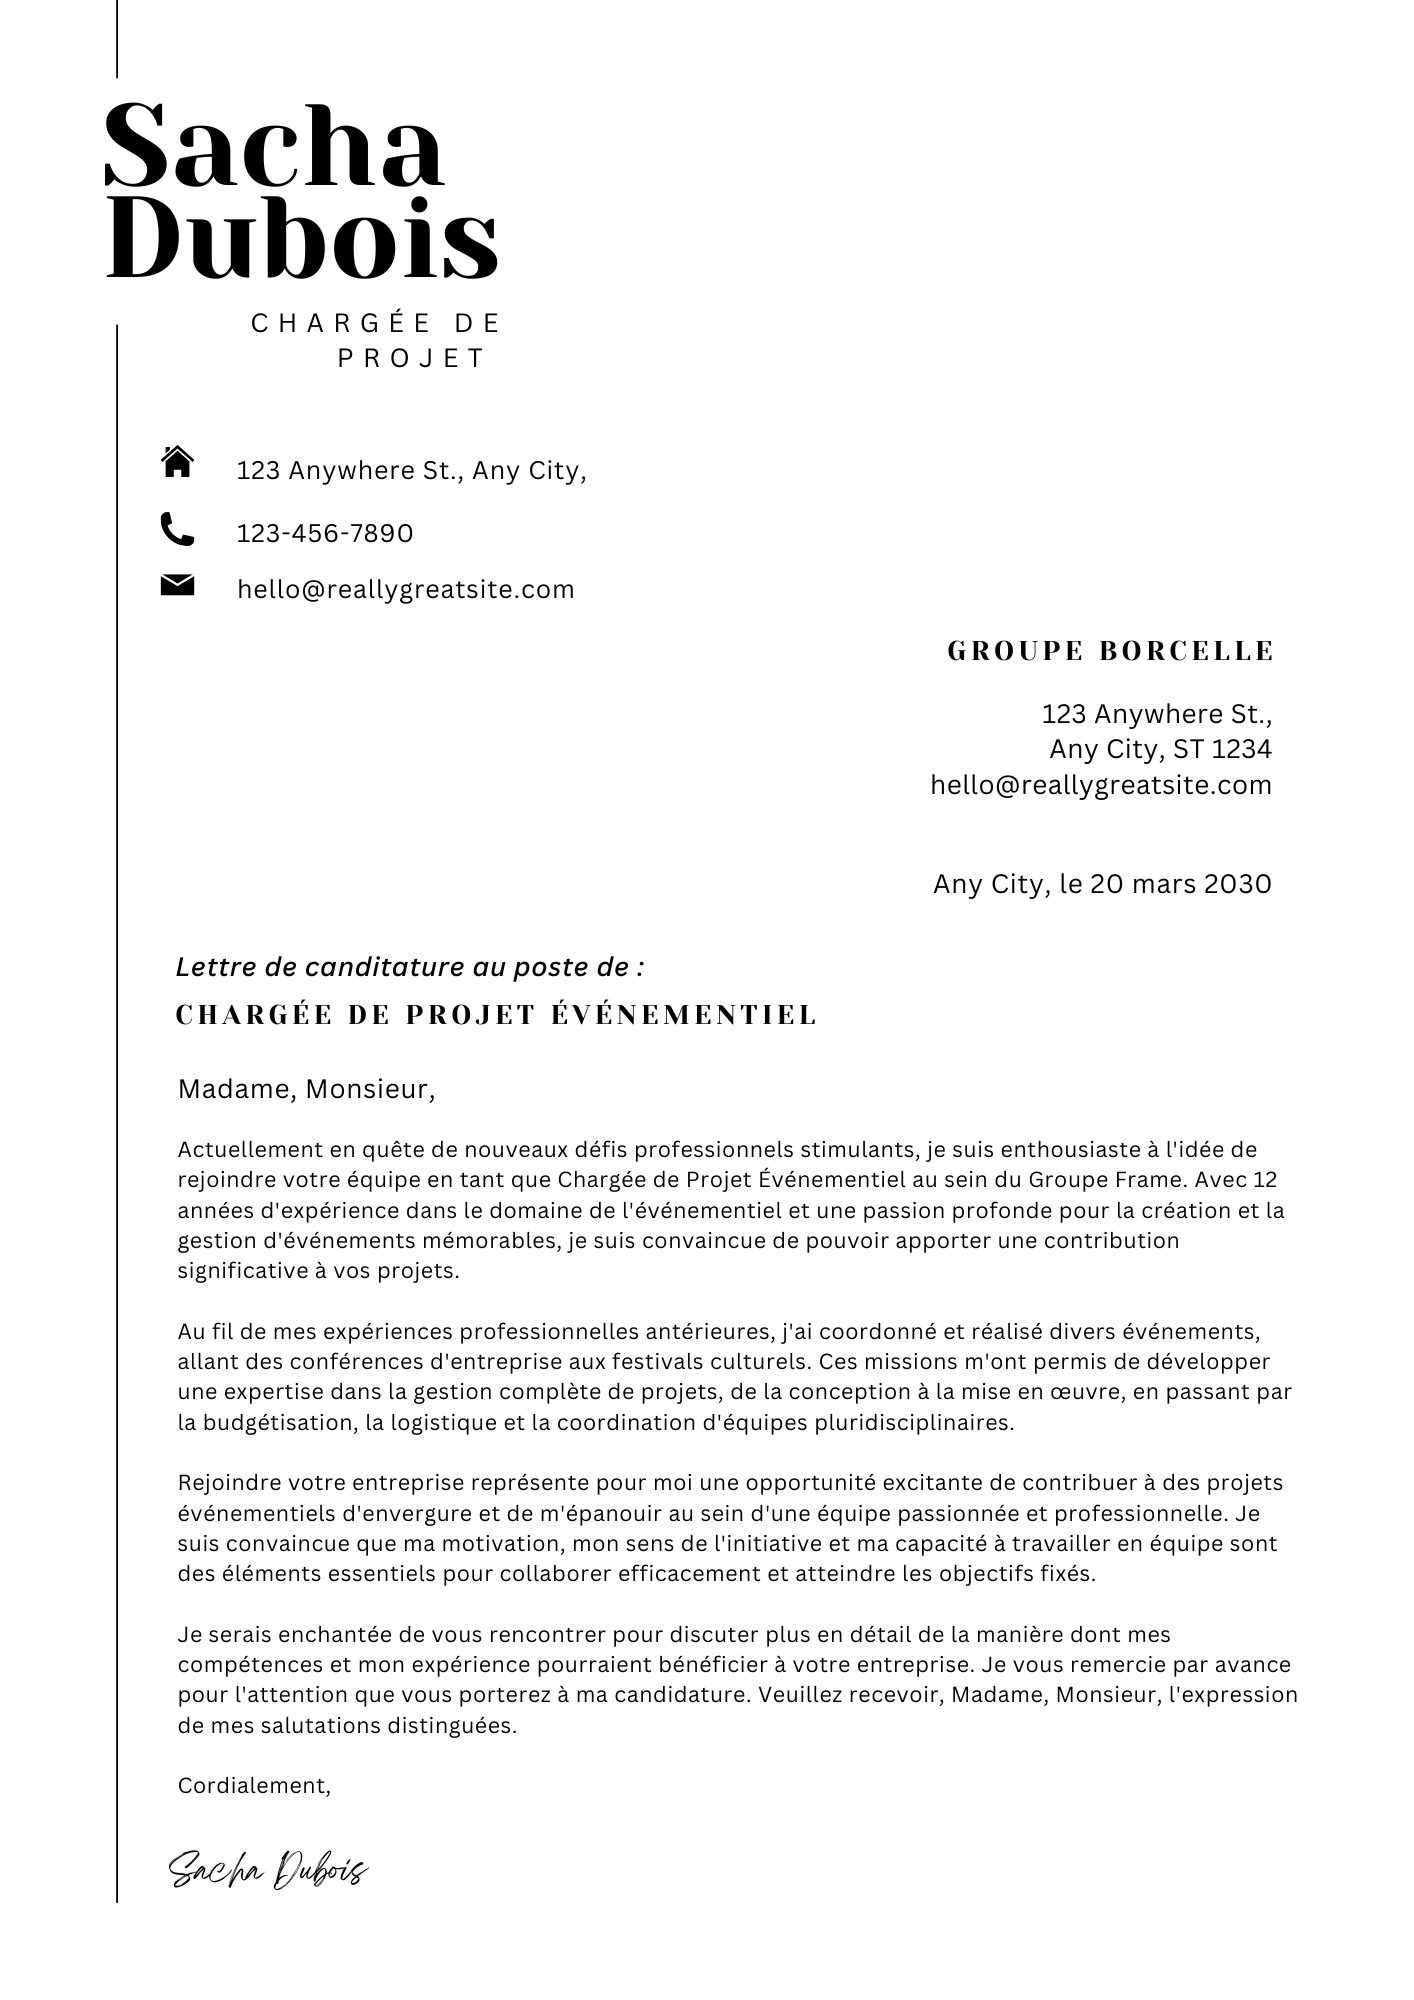 Sacha
Dubois
CHARGÉE DE
PROJET
123 Anywhere St., Any City,
123-456-7890
hello@reallygreatsite.com
GROUPE BORCELLE
123 Anywhere St.,
Any City, ST 1234
hello@reallygreatsite.com
Any City, le 20 mars 2030
Lettre de canditature au poste de :
CHARGÉE DE PROJET ÉVÉNEMENTIEL
Madame, Monsieur,
Actuellement en quête de nouveaux défis professionnels stimulants, je suis enthousiaste à l'idée de
rejoindre votre équipe en tant que Chargée de Projet Événementiel au sein du Groupe Frame. Avec 12
années d'expérience dans le domaine de l'événementiel et une passion profonde pour la création et la
gestion d'événements mémorables, je suis convaincue de pouvoir apporter une contribution
significative à vos projets.
Au fil de mes expériences professionnelles antérieures, j'ai coordonné et réalisé divers événements,
allant des conférences d'entreprise aux festivals culturels. Ces missions m'ont permis de développer
une expertise dans la gestion complète de projets, de la conception à la mise en œuvre, en passant par
la budgétisation, la logistique et la coordination d'équipes pluridisciplinaires.
Rejoindre votre entreprise représente pour moi une opportunité excitante de contribuer à des projets
événementiels d'envergure et de m'épanouir au sein d'une équipe passionnée et professionnelle. Je
suis convaincue que ma motivation, mon sens de l'initiative et ma capacité à travailler en équipe sont
des éléments essentiels pour collaborer efficacement et atteindre les objectifs fixés.
Je serais enchantée de vous rencontrer pour discuter plus en détail de la manière dont mes
compétences et mon expérience pourraient bénéficier à votre entreprise. Je vous remercie par avance
pour l'attention que vous porterez à ma candidature. Veuillez recevoir, Madame, Monsieur, l'expression
de mes salutations distinguées.
Cordialement,
Sacha Dubois